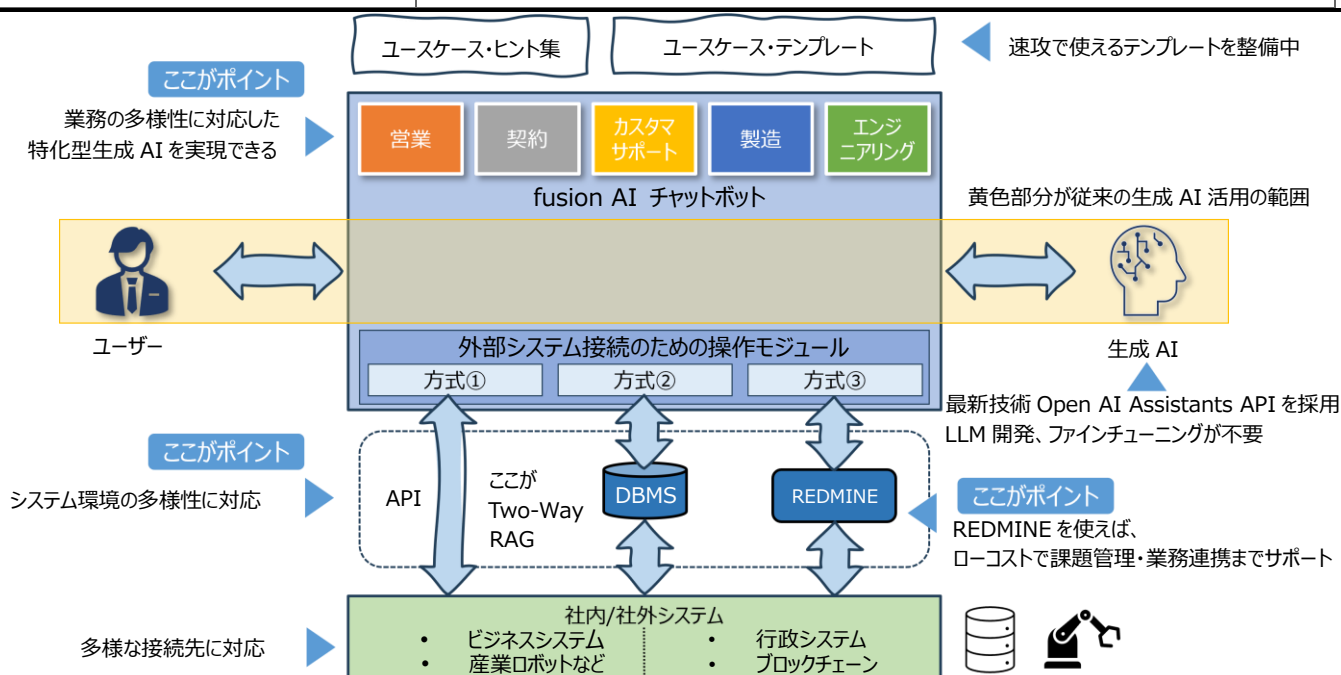 ユースケース・ヒント集
ユースケース・テンプレート
速攻で使えるテンプレートを整備中
ここがポイント
業務の多様性に対応した
特化型生成 AI を実現できる
営業
契約
カスタマ
サポート
製造
エンジ
ニアリング
fusion AI チャットボット
黄色部分が従来の生成 AI 活用の範囲
ユーザー
生成 AI
外部システム接続のための操作モジュール
方式①
方式②
方式③
最新技術 Open AI Assistants API を採用
LLM 開発、ファインチューニングが不要
ここがポイント
システム環境の多様性に対応
API
ここが
Two-Way
RAG
DBMS
REDMINE
ここがポイント
REDMINE を使えば、
ローコストで課題管理・業務連携までサポート
多様な接続先に対応
社内/社外システム
• ビジネスシステム
• 産業ロボットなど
• 行政システム
• ブロックチェーン